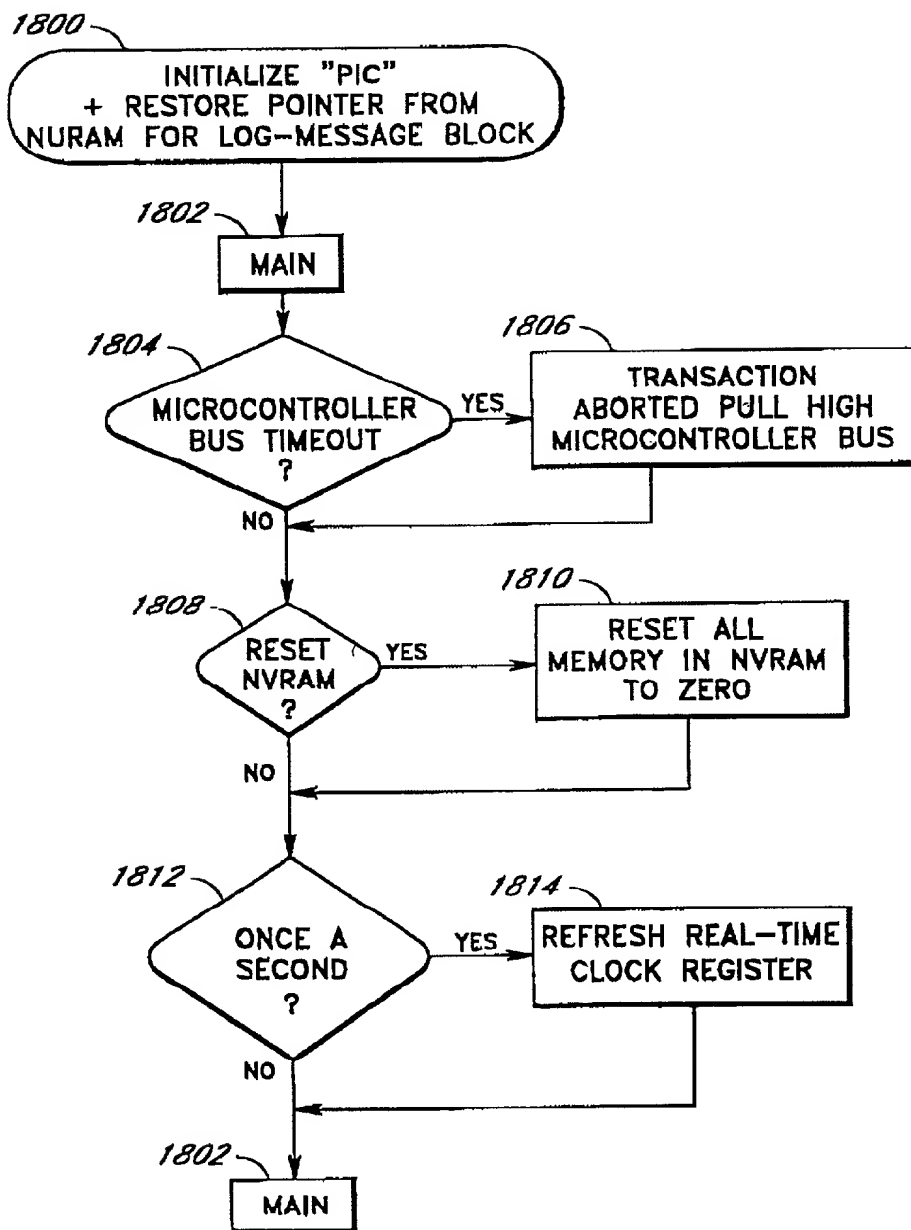 1800
INITIALIZE "PIC"
+ RESTORE POINTER FROM
NURAM FOR LOG-MESSAGE BLOCK
1802
MAIN
1804
MICROCONTROLLER
BUS TIMEOUT
?
YES
1806
TRANSACTION
ABORTED PULL HIGH
MICROCONTROLLER BUS
NO
1808
RESET
NVRAM
?
YES
1810
RESET ALL
MEMORY IN NVRAM
TO ZERO
NO
1812
ONCE A
SECOND
?
YES
1814
REFRESH REAL-TIME
CLOCK REGISTER
NO
1802
MAIN